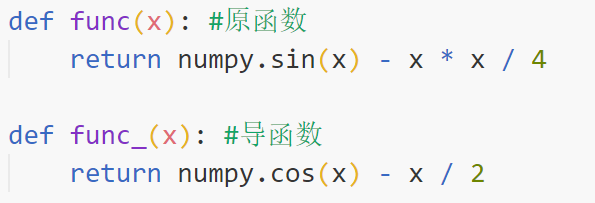 def func(x): #原函数
    return numpy.sin(x) - x * x / 4
def func_(x): #导函数
    return numpy.cos(x) - x / 2